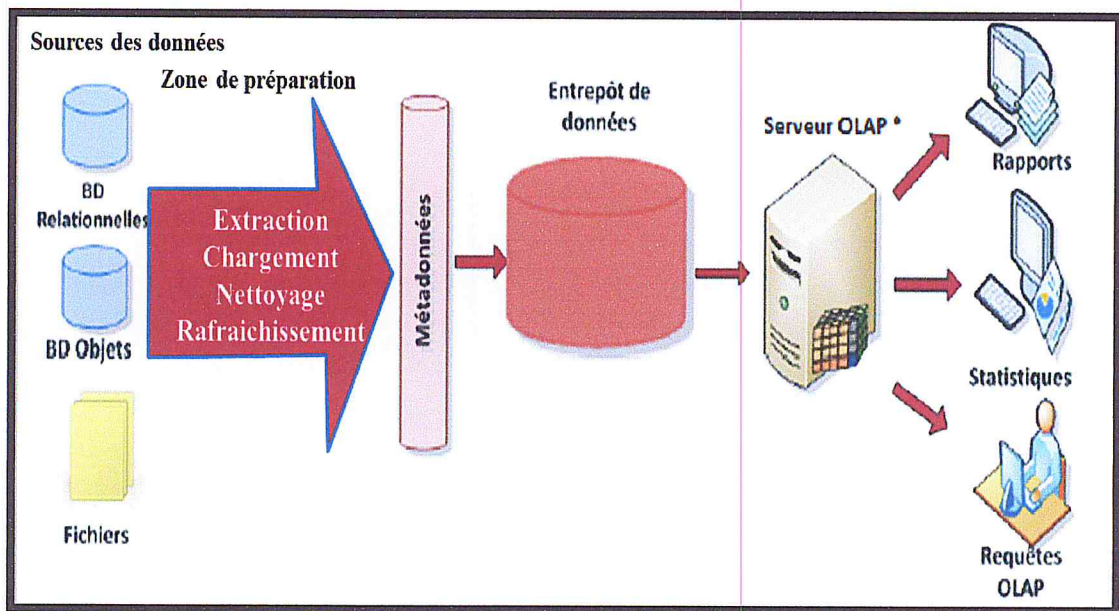 Sources des données
Zone de préparation
BD
Relationnelles
BD Objets
Fichiers
Extraction
Chargement
Nettoyage
Rafraichissement
Métadonnées
Entrepôt de
données
Serveur OLAP *
Rapports
Statistiques
Requêtes
OLAP